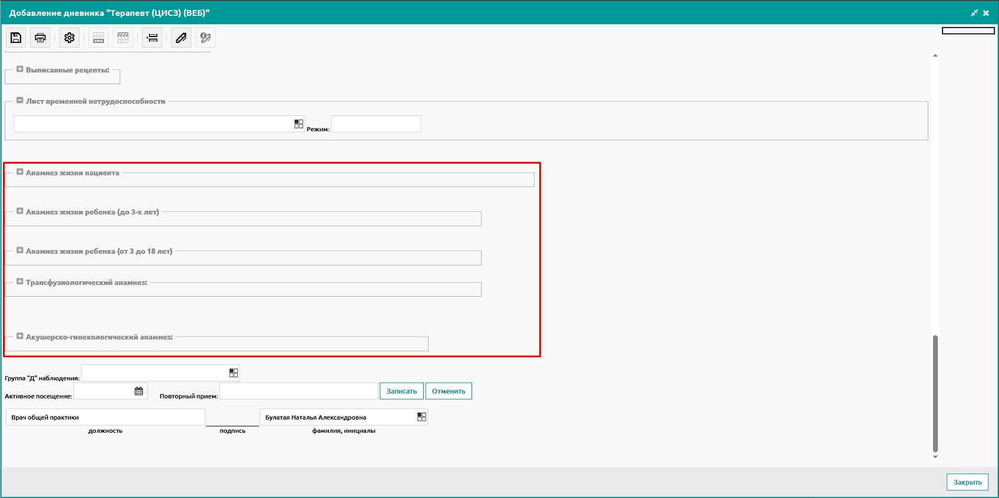 Добавление дневника "Терапевт (ЦИСЗ) (ВЕБ)"
Выписанные рецепты:
Лист временной нетрудоспособности
Режим:
Анамнез жизни пациента
Анамнез жизни ребенка (до 3-х лет)
Анамнез жизни ребенка (от 3 до 18 лет)
Трансфузиологический анамнез:
Акушерско-гинекологический анамнез:
Группа "Д" наблюдения:
Активное посещение: Повторный прием: Записать Отменить
Врач общей практики Булатая Наталья Александровна
должность подпись фамилия, инициалы
Закрыть